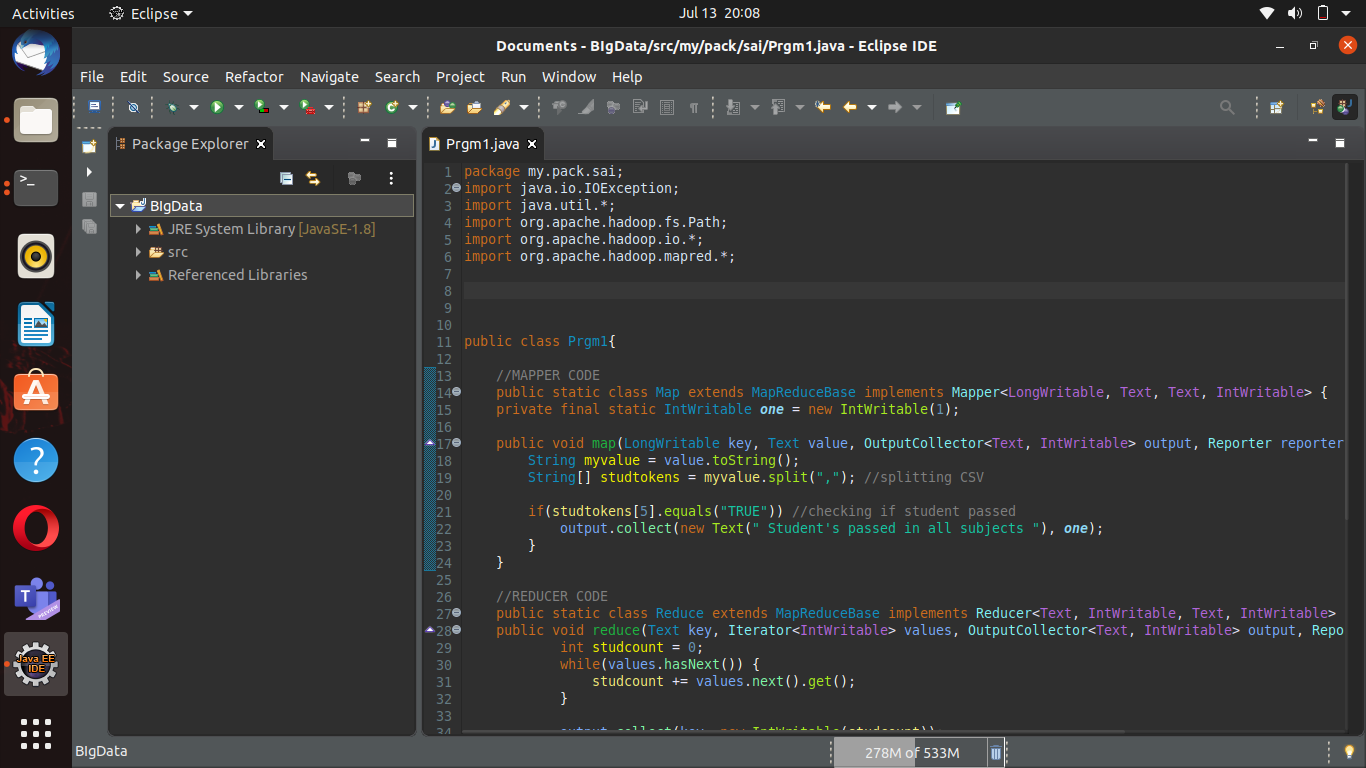 Activities
Eclipse
Jul 13 20:08
Documents - BIgData/src/my/pack/sai/Prgm1.java - Eclipse IDE
File Edit Source Refactor Navigate Search Project Run Window Help
Package Explorer
BIgData
JRE System Library [JavaSE-1.8]
src
Referenced Libraries
Prgm1.java
1 package my.pack.sai;
2 import java.io.IOException;
3 import java.util.*;
4 import org.apache.hadoop.fs.Path;
5 import org.apache.hadoop.io.*;
6 import org.apache.hadoop.mapred.*;
7
8
9
10
11 public class Prgm1{
12
13 //MAPPER CODE
14 public static class Map extends MapReduceBase implements Mapper<LongWritable, Text, Text, IntWritable> {
15 private final static IntWritable one = new IntWritable(1);
16
17 public void map(LongWritable key, Text value, OutputCollector<Text, IntWritable> output, Reporter reporter
18 String myvalue = value.toString();
19 String[] studtokens = myvalue.split(","); //splitting CSV
20
21 if(studtokens[5].equals("TRUE")) //checking if student passed
22 output.collect(new Text(" Student's passed in all subjects "), one);
23 }
24 }
25
26 //REDUCER CODE
27 public static class Reduce extends MapReduceBase implements Reducer<Text, IntWritable, Text, IntWritable>
28 public void reduce(Text key, Iterator<IntWritable> values, OutputCollector<Text, IntWritable> output, Repo
29 int studcount = 0;
30 while(values.hasNext()) {
31 studcount += values.next().get();
32 }
33
34 output.collect(key, new IntWritable(studcount))
Java EE
IDE
BIgData
278M of 533M